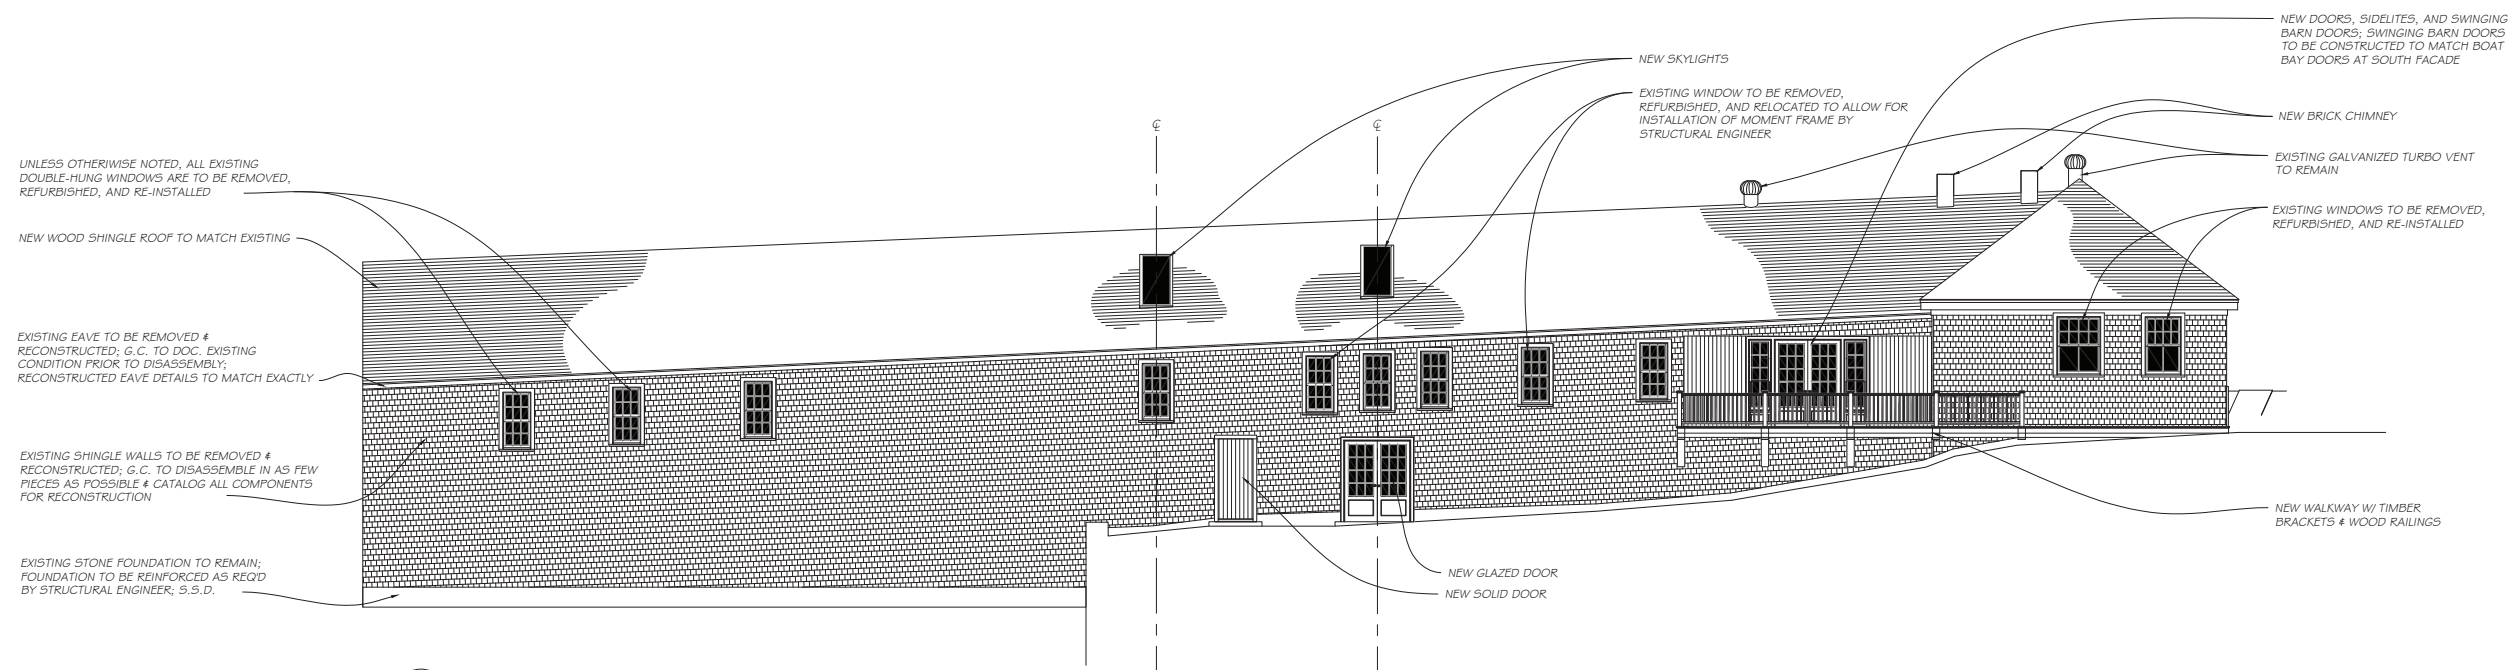 NEW DOORS, SIDELITES, AND SWINGING
BARN DOORS; SWINGING BARN DOORS
TO BE CONSTRUCTED TO MATCH BOAT
BAY DOORS AT SOUTH FACADE
NEW SKYLIGHTS
EXISTING WINDOW TO BE REMOVED,
REFURBISHED, AND RELOCATED TO ALLOW FOR
INSTALLATION OF MOMENT FRAME BY
STRUCTURAL ENGINEER
NEW BRICK CHIMNEY
℄
℄
EXISTING GALVANIZED TURBO VENT
TO REMAIN
UNLESS OTHERIWISE NOTED, ALL EXISTING
DOUBLE-HUNG WINDOWS ARE TO BE REMOVED,
REFURBISHED, AND RE-INSTALLED
EXISTING WINDOWS TO BE REMOVED,
REFURBISHED, AND RE-INSTALLED
NEW WOOD SHINGLE ROOF TO MATCH EXISTING
EXISTING EAVE TO BE REMOVED &
RECONSTRUCTED; G.C. TO DOC. EXISTING
CONDITION PRIOR TO DISASSEMBLY;
RECONSTRUCTED EAVE DETAILS TO MATCH EXACTLY
EXISTING SHINGLE WALLS TO BE REMOVED &
RECONSTRUCTED; G.C. TO DISASSEMBLE IN AS FEW
PIECES AS POSSIBLE & CATALOG ALL COMPONENTS
FOR RECONSTRUCTION
NEW WALKWAY W/ TIMBER
BRACKETS & WOOD RAILINGS
EXISTING STONE FOUNDATION TO REMAIN;
FOUNDATION TO BE REINFORCED AS REQ'D
BY STRUCTURAL ENGINEER; S.S.D.
NEW GLAZED DOOR
NEW SOLID DOOR